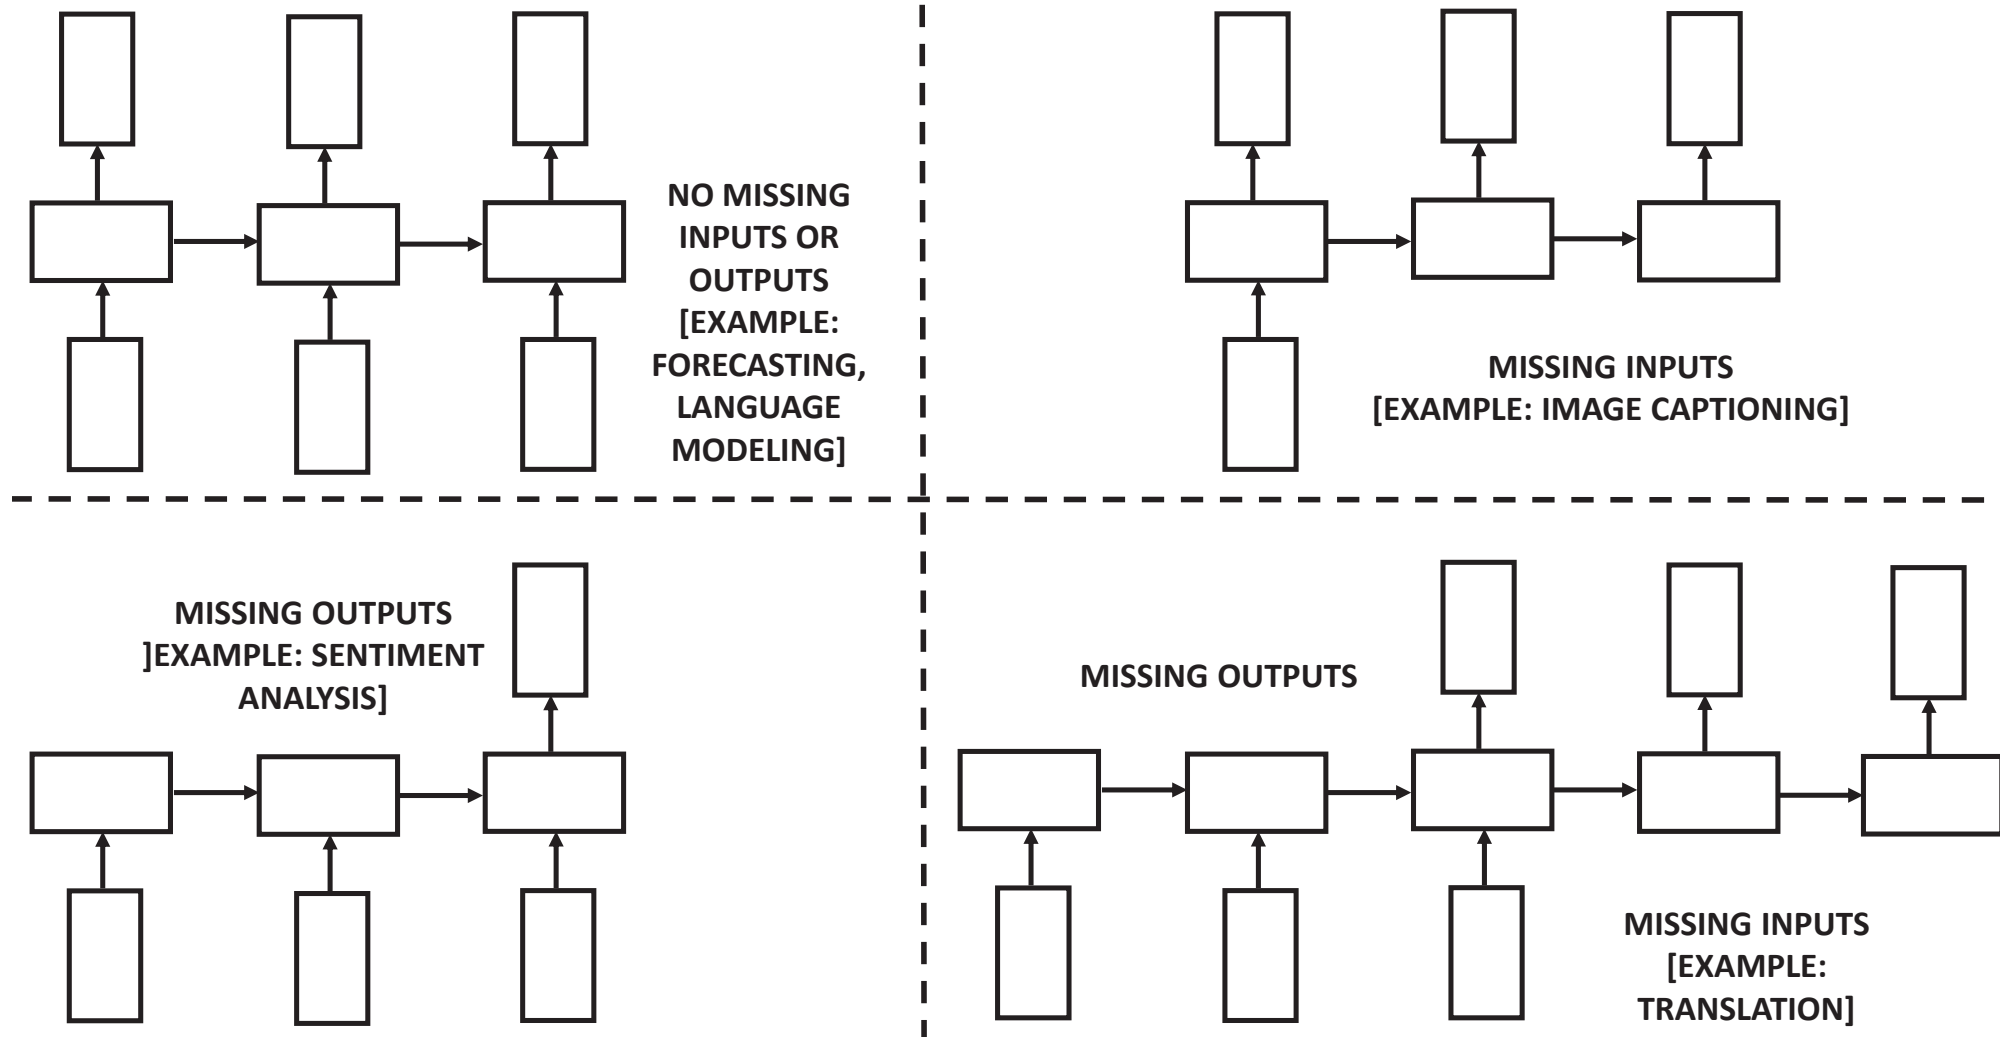 NO MISSING
INPUTS OR
OUTPUTS
[EXAMPLE:
FORECASTING,
LANGUAGE
MODELING]
MISSING INPUTS
[EXAMPLE: IMAGE CAPTIONING]
MISSING OUTPUTS
]EXAMPLE: SENTIMENT
ANALYSIS]
MISSING OUTPUTS
MISSING INPUTS
[EXAMPLE:
TRANSLATION]